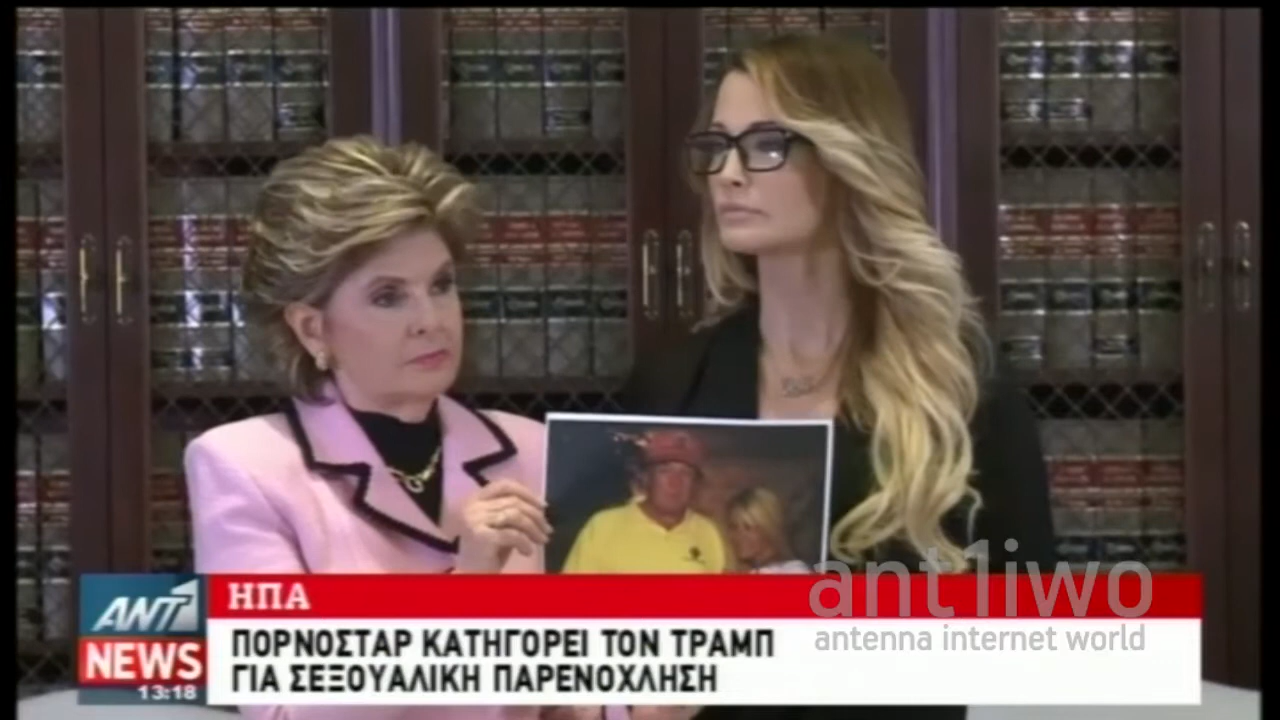 ΗΠΑ
ΠΟΡΝΟΣΤΑΡ ΚΑΤΗΓΟΡΕΙ ΤΟΝ ΤΡΑΜΠ
ΓΙΑ ΣΕΞΟΥΑΛΙΚΗ ΠΑΡΕΝΟΧΛΗΣΗ
ANT1
NEWS
13:18
ant1iwo
antenna internet world